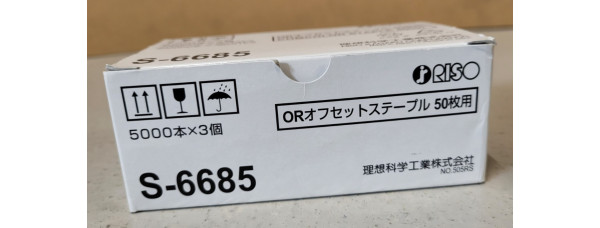 S-6685
RISO
ORオフセットステープル 50枚用
5000本×3個
S-6685
理想科学工業株式会社
NO.505RS